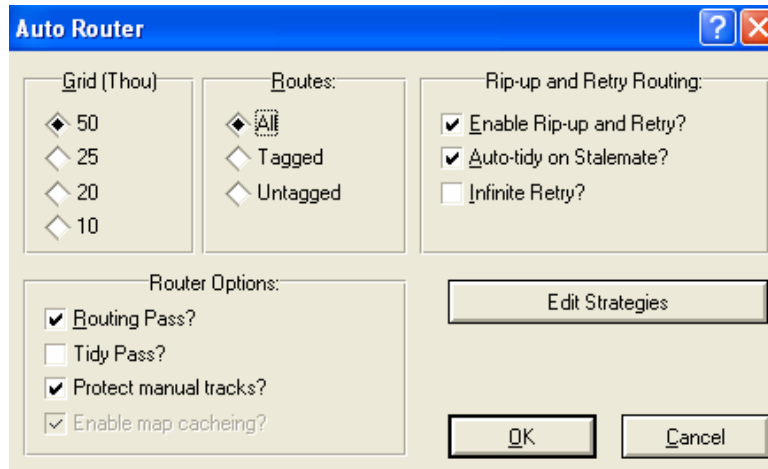 Auto Router
Grid (Thou)
50
25
20
10
Routes:
All
Tagged
Untagged
Rip-up and Retry Routing:
Enable Rip-up and Retry?
Auto-tidy on Stalemate?
Infinite Retry?
Router Options:
Routing Pass?
Tidy Pass?
Protect manual tracks?
Enable map cacheing?
Edit Strategies
OK
Cancel